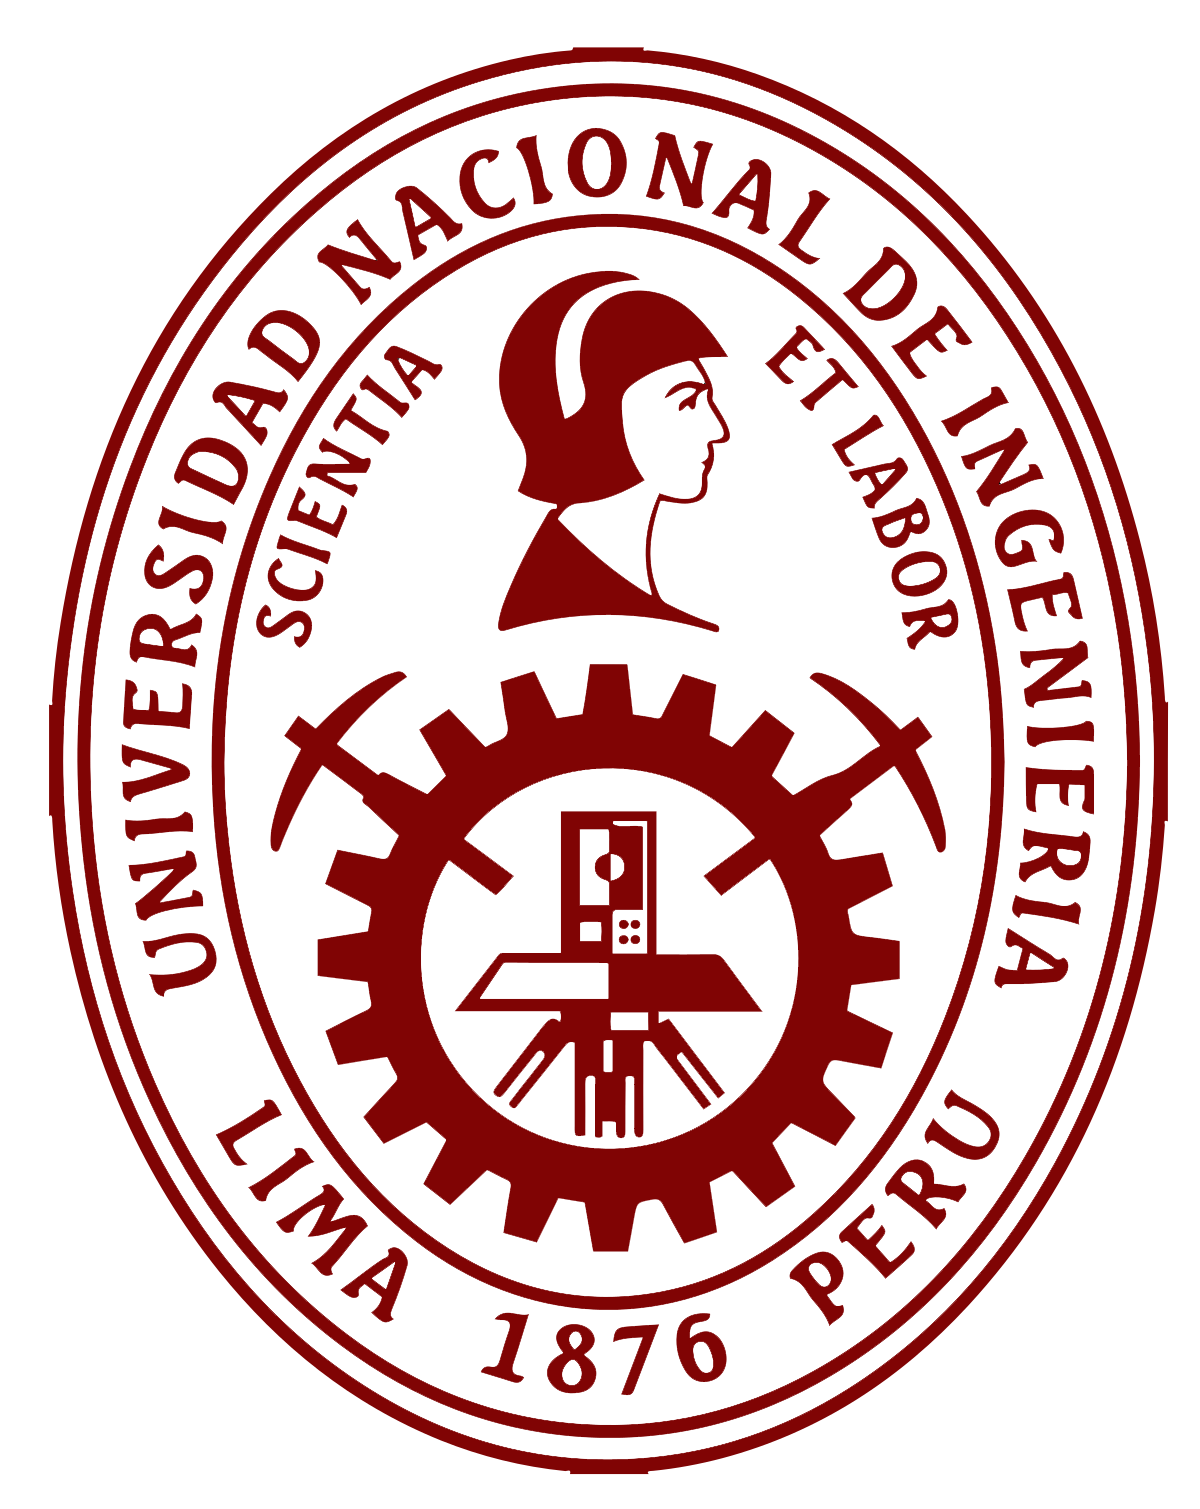 UNIVERSIDAD NACIONAL DE INGENIERIA
SCIENTIA ET LABOR
LIMA 1876 PERU